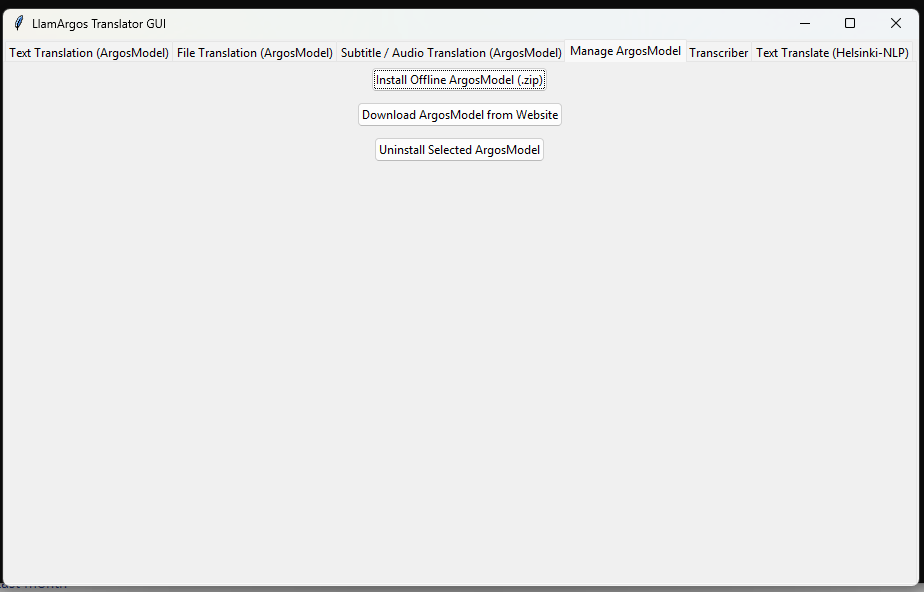 LlamArgos Translator GUI
Text Translation (ArgosModel) File Translation (ArgosModel) Subtitle / Audio Translation (ArgosModel) Manage ArgosModel Transcriber Text Translate (Helsinki-NLP)
Install Offline ArgosModel (.zip)
Download ArgosModel from Website
Uninstall Selected ArgosModel